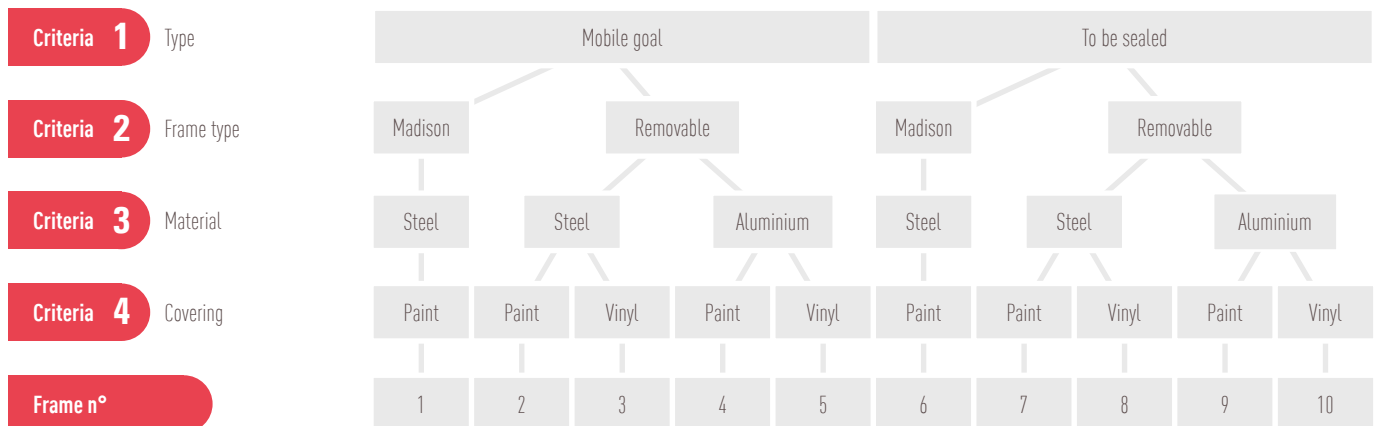 Criteria 1 Type Mobile goal To be sealed
Criteria 2 Frame type Madison Removable Madison Removable
Criteria 3 Material Steel Steel Aluminium Steel Steel Aluminium
Criteria 4 Covering Paint Paint Vinyl Paint Vinyl Paint Paint Vinyl Paint Vinyl
Frame n° 1 2 3 4 5 6 7 8 9 10